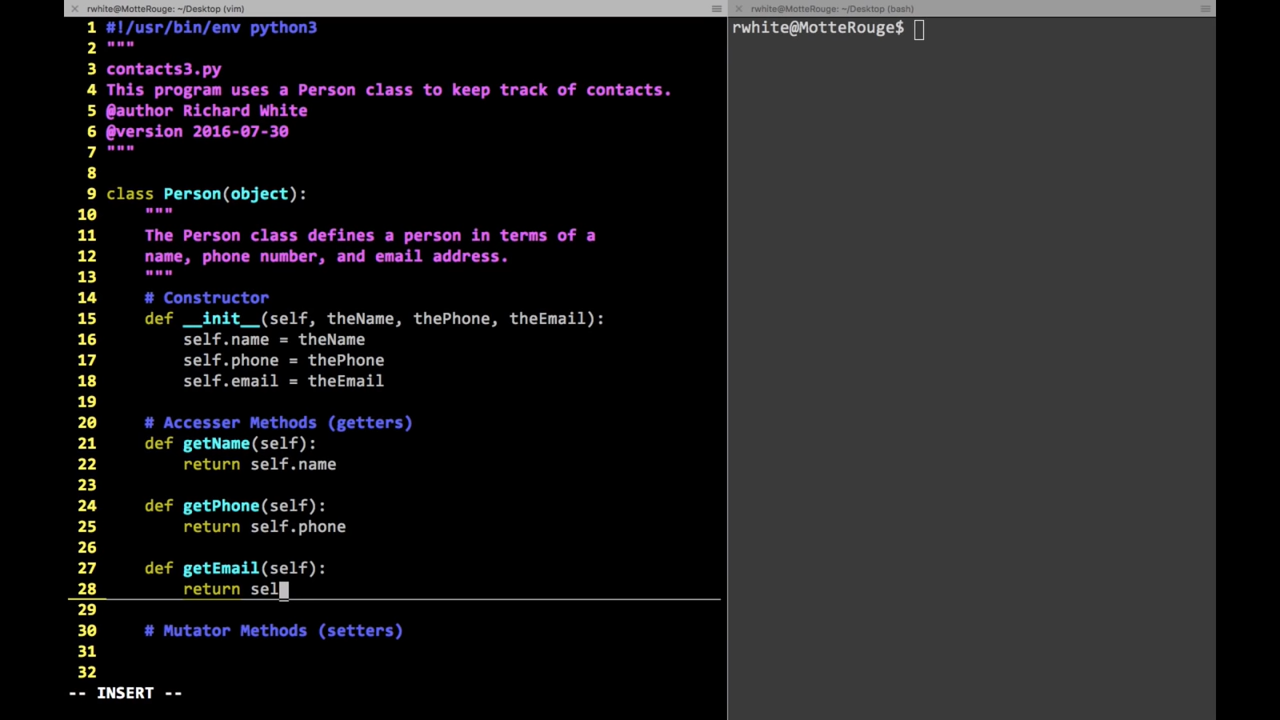 rwhite@MotteRouge: ~/Desktop (vim)
1 #!/usr/bin/env python3
2 """
3 contacts3.py
4 This program uses a Person class to keep track of contacts.
5 @author Richard White
6 @version 2016-07-30
7 """
8
9 class Person(object):
10     """
11     The Person class defines a person in terms of a
12     name, phone number, and email address.
13     """
14     # Constructor
15     def __init__(self, theName, thePhone, theEmail):
16         self.name = theName
17         self.phone = thePhone
18         self.email = theEmail
19
20     # Accesser Methods (getters)
21     def getName(self):
22         return self.name
23
24     def getPhone(self):
25         return self.phone
26
27     def getEmail(self):
28         return sel
29
30     # Mutator Methods (setters)
31
32
-- INSERT --
rwhite@MotteRouge: ~/Desktop (bash)
rwhite@MotteRouge$